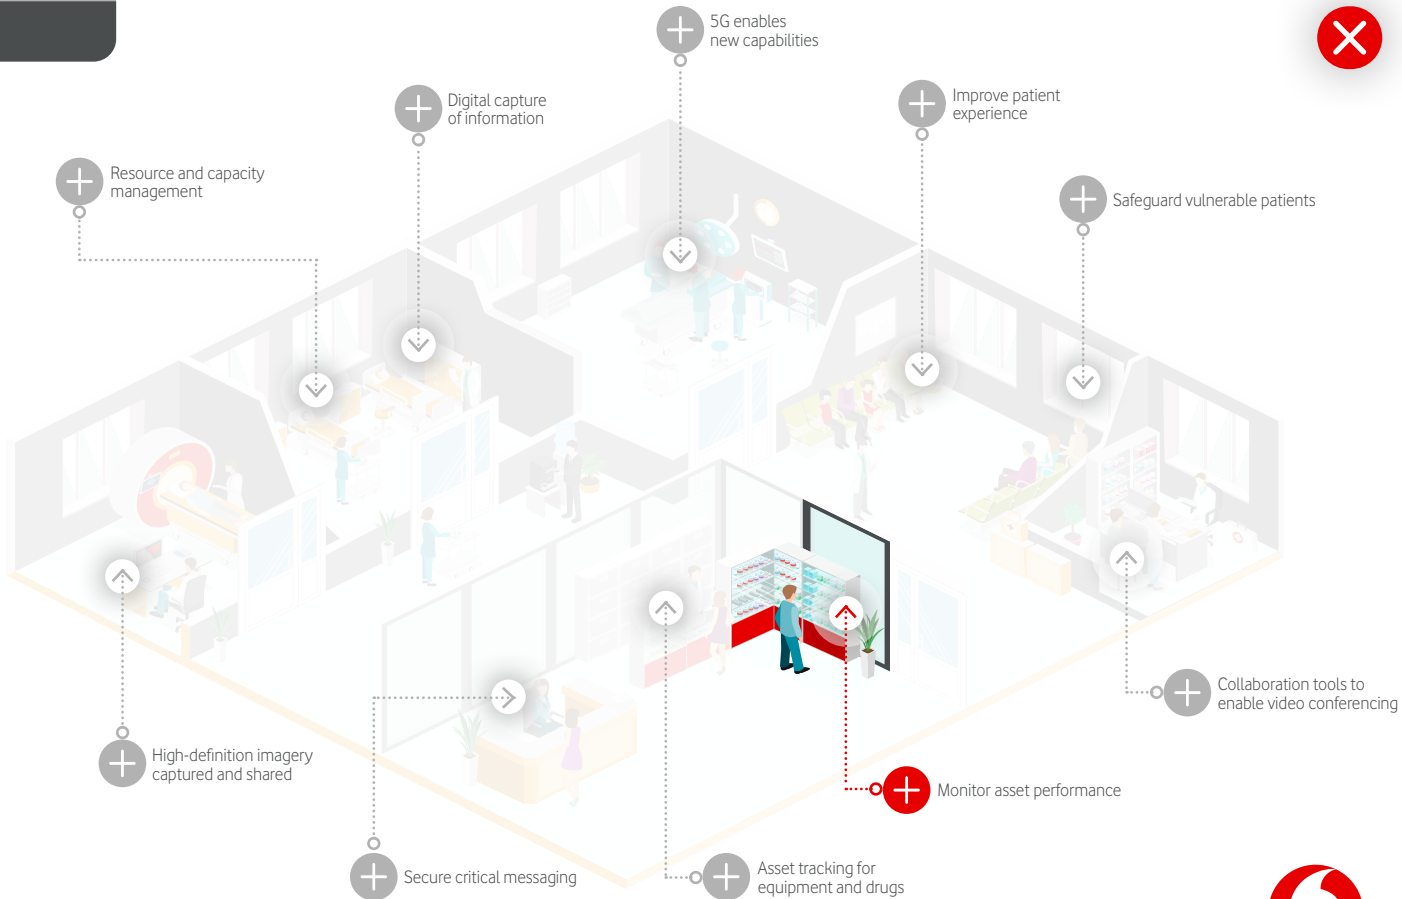 5G enables
new capabilities
Digital capture
of information
Improve patient
experience
Resource and capacity
management
Safeguard vulnerable patients
Collaboration tools to
enable video conferencing
High-definition imagery
captured and shared
Monitor asset performance
Secure critical messaging
Asset tracking for
equipment and drugs